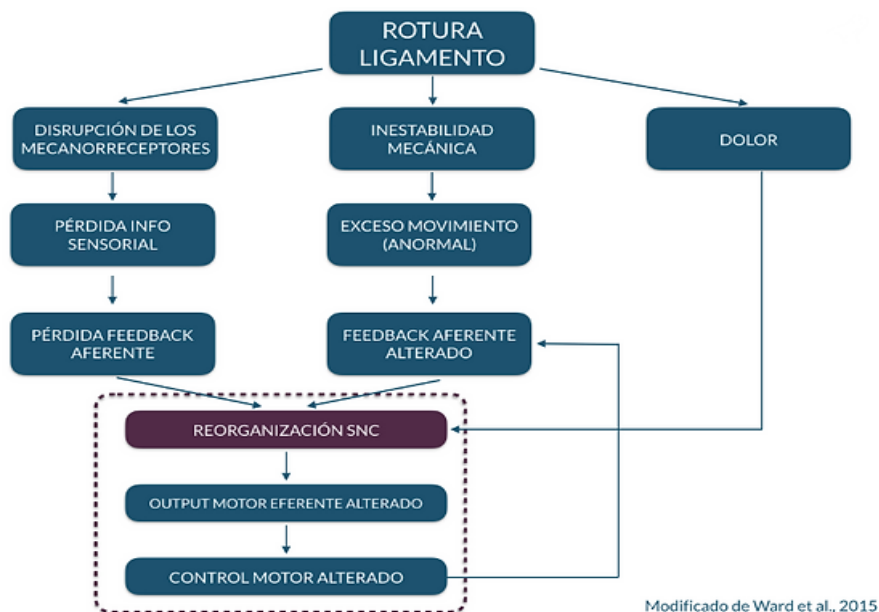 ROTURA
LIGAMENTO
DISRUPCIÓN DE LOS
MECANORRECEPTORES
INESTABILIDAD
MECÁNICA
DOLOR
PÉRDIDA INFO
SENSORIAL
EXCESO MOVIMIENTO
(ANORMAL)
PÉRDIDA FEEDBACK
AFERENTE
FEEDBACK AFERENTE
ALTERADO
REORGANIZACIÓN SNC
OUTPUT MOTOR EFERENTE ALTERADO
CONTROL MOTOR ALTERADO
Modificado de Ward et al., 2015